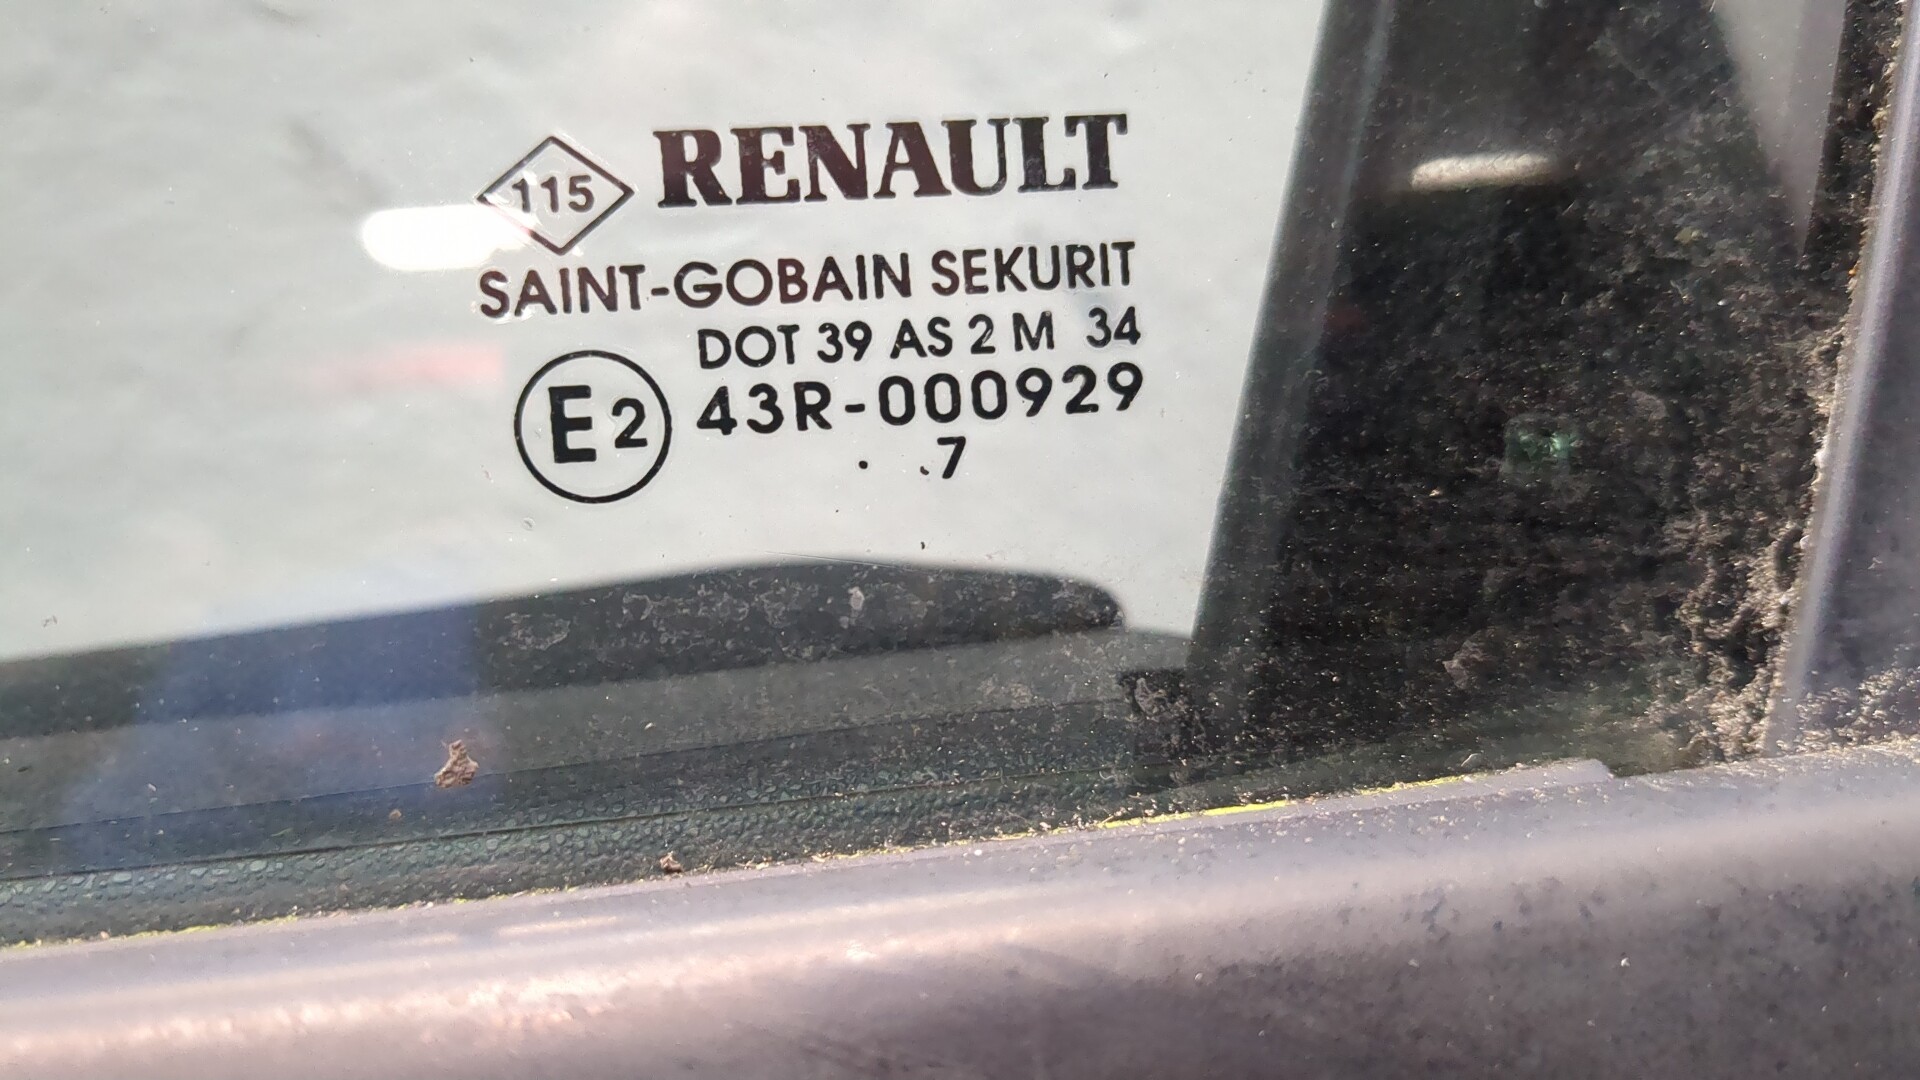 115 RENAULT
SAINT-GOBAIN SEKURIT
DOT 39 AS 2 M 34
E2 43R-000929
. .7